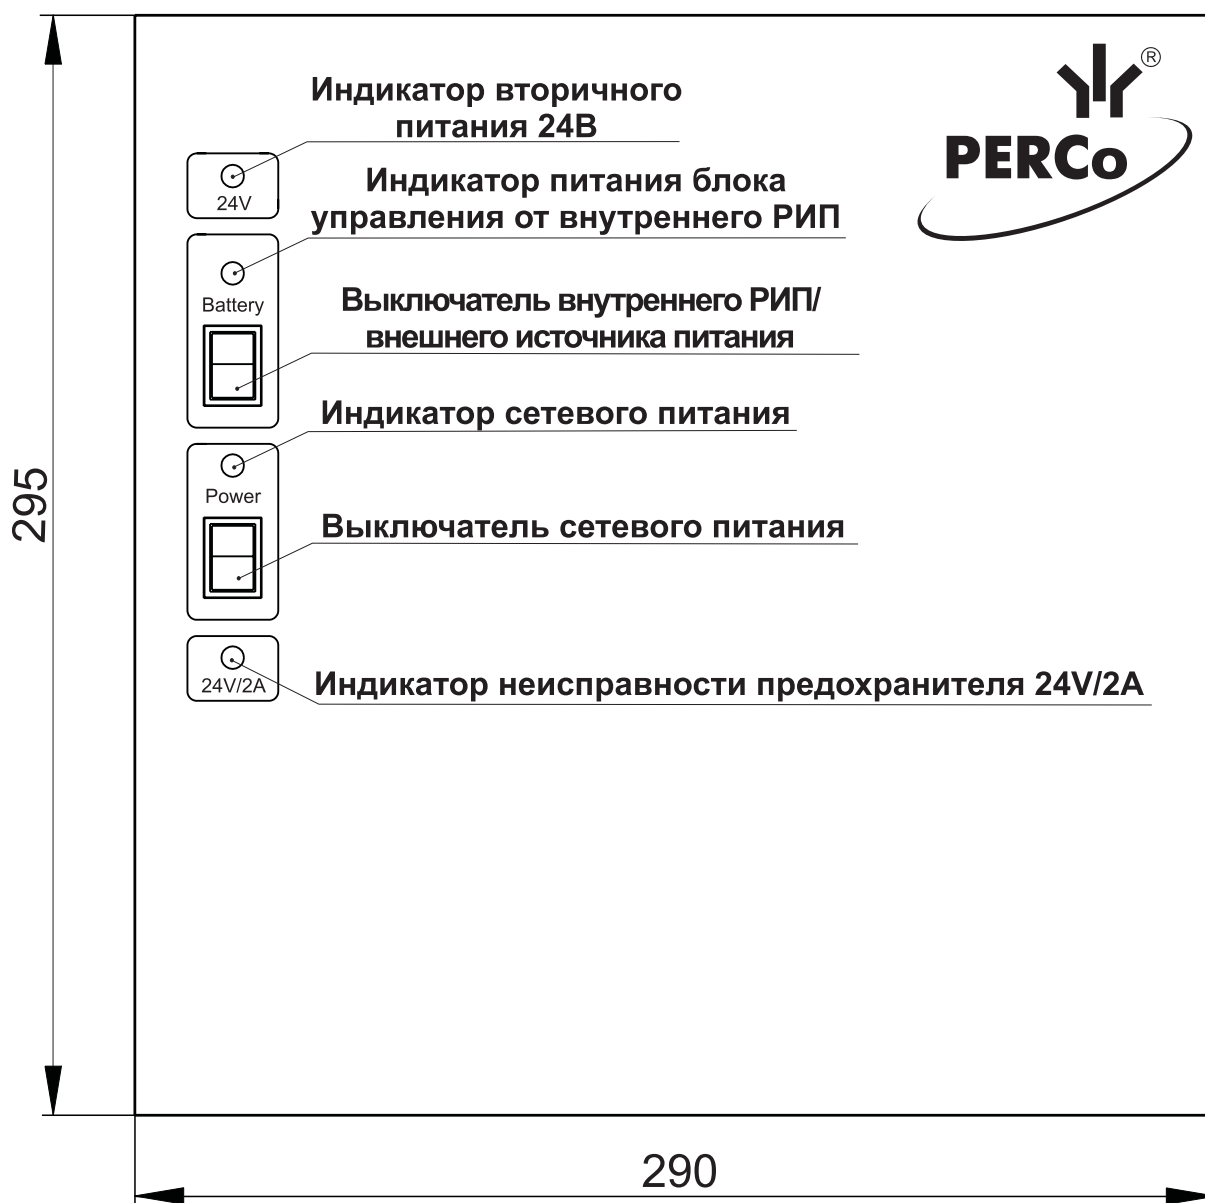 Индикатор вторичного
питания 24В
®
PERCo
24V
Индикатор питания блока
управления от внутреннего РИП
Battery
Выключатель внутреннего РИП/
внешнего источника питания
Индикатор сетевого питания
Power
Выключатель сетевого питания
295
24V/2A
Индикатор неисправности предохранителя 24V/2A
290